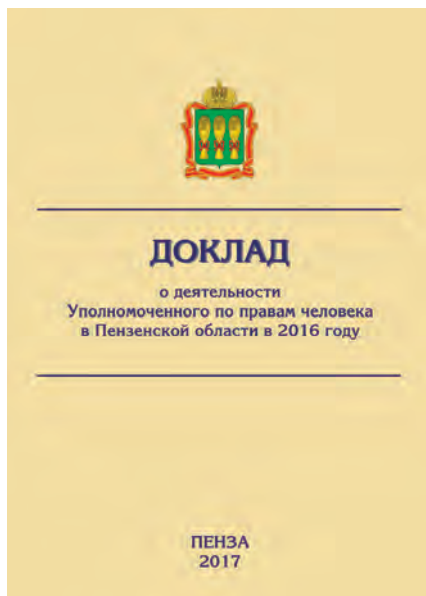 ДОКЛАД
о деятельности
Уполномоченного по правам человека
в Пензенской области в 2016 году
ПЕНЗА
2017